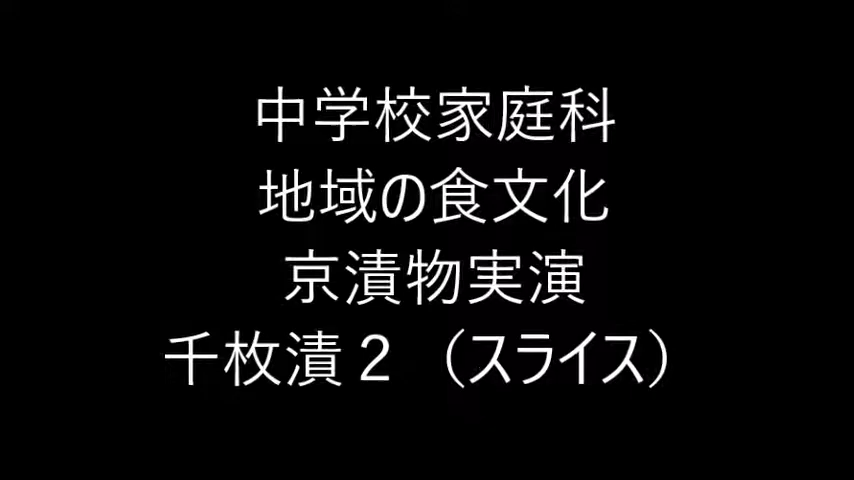 中学校家庭科
地域の食文化
京漬物実演
千枚漬２（スライス）